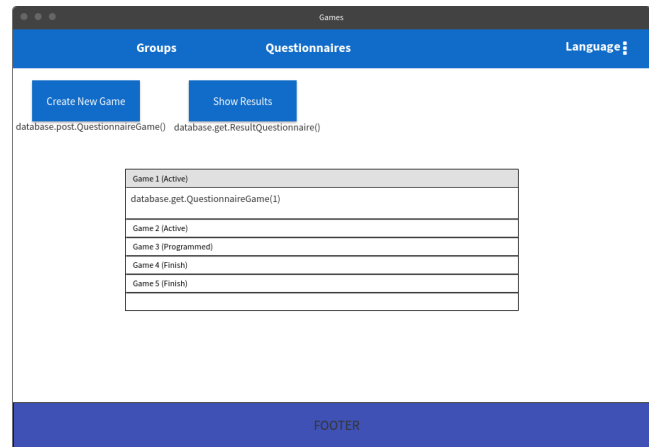 Games
Groups Questionnaires Language
Create New Game Show Results
database.post.QuestionnaireGame() database.get.ResultQuestionnaire()
Game 1 (Active)
database.get.QuestionnaireGame(1)
Game 2 (Active)
Game 3 (Programmed)
Game 4 (Finish)
Game 5 (Finish)
FOOTER